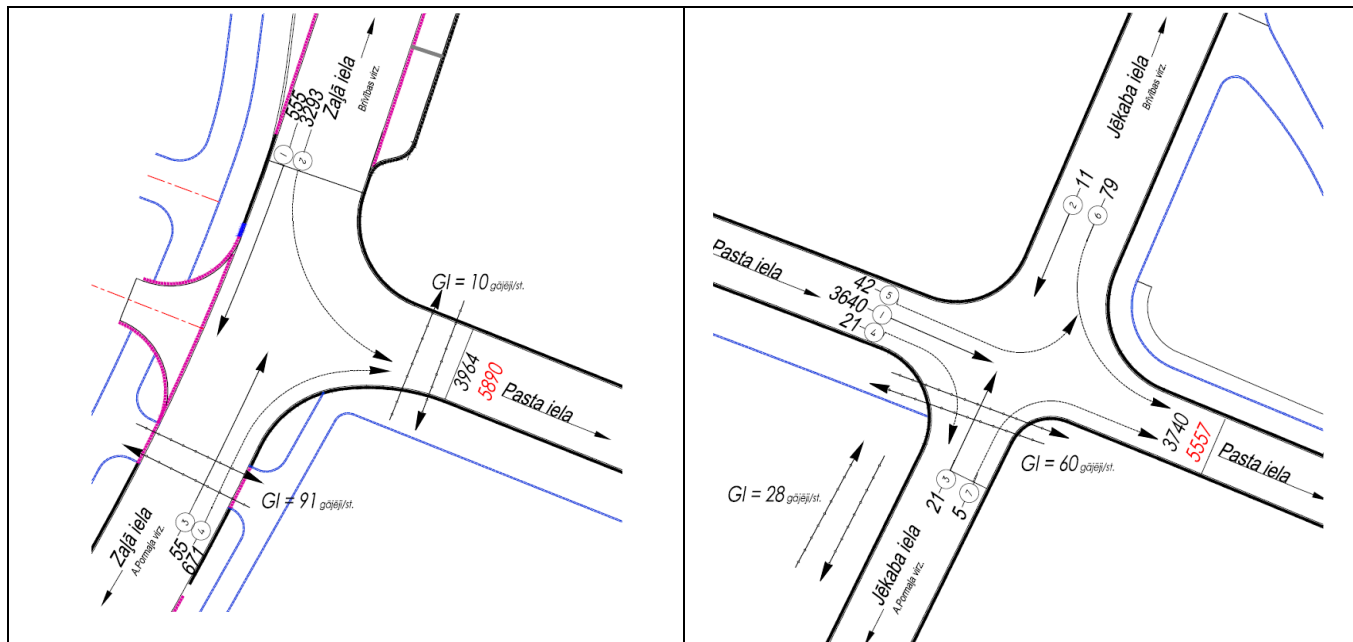 555
3293
Zaļā iela
Brīvības virz.
1
2
GI = 10 gājēji/st.
3964
5890
Pasta iela
GI = 91 gājēji/st.
3
4
55
671
Zaļā iela
A.Pormaļa virz.
Jēkaba iela
Brīvības virz.
11
79
2
6
Pasta iela
42
5
3640
1
21
4
3740
5557
Pasta iela
GI = 60 gājēji/st.
GI = 28 gājēji/st.
21
3
5
7
Jēkaba iela
A.Pormaļa virz.